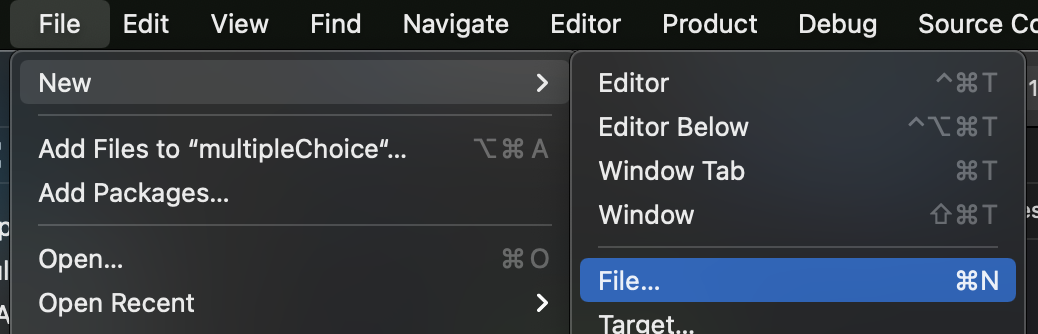 File Edit View Find Navigate Editor Product Debug Source Co
New
Add Files to “multipleChoice“... ⌥⌘A
Add Packages...
Open... ⌘O
Open Recent
Editor ^⌘T
Editor Below ^⌥⌘T
Window Tab ⌘T
Window ⇧⌘T
File... ⌘N
Target...